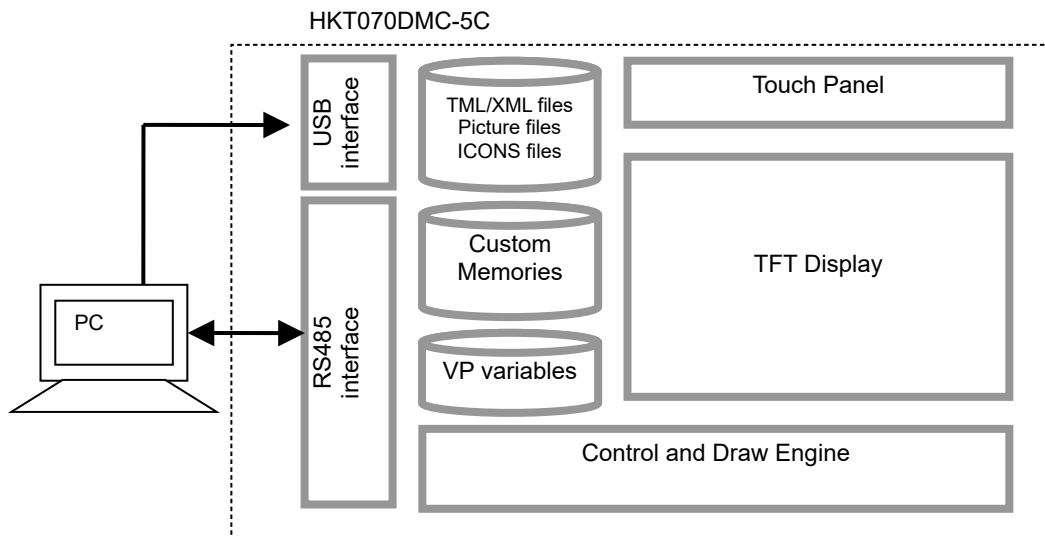 HKT070DMC-5C
USB
interface
TML/XML files
Picture files
ICONS files
Touch Panel
Custom
Memories
TFT Display
PC
RS485
interface
VP variables
Control and Draw Engine